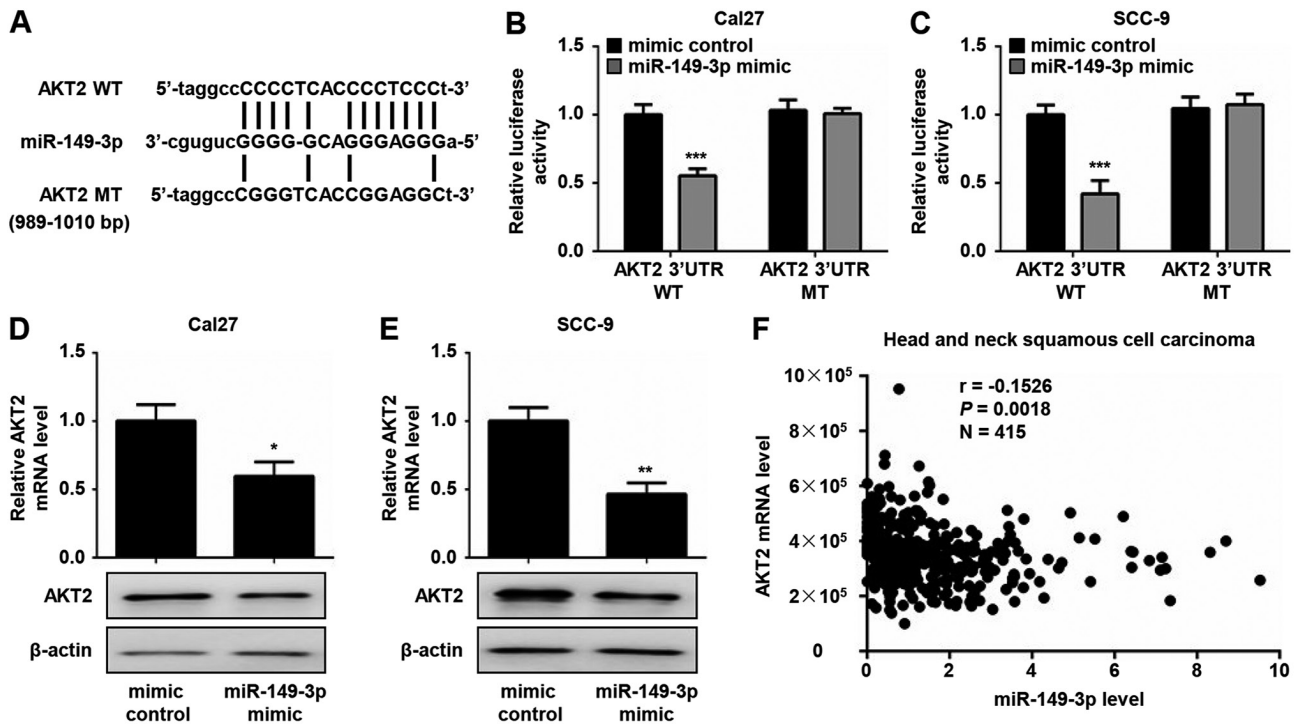 A
AKT2 WT 5’-taggccCCCCTCACCCCTCCCt-3’
miR-149-3p 3’-cgugucGGGG-GCAGGGAGGGa-5’
AKT2 MT 5’-taggccCGGGTCACCGGAGGCt-3’
(989-1010 bp)
B
Cal27
Relative luciferase
activity
1.5
1.0
0.5
0.0
mimic control
miR-149-3p mimic
***
AKT2 3’UTR
WT
AKT2 3’UTR
MT
C
SCC-9
Relative luciferase
activity
1.5
1.0
0.5
0.0
mimic control
miR-149-3p mimic
***
AKT2 3’UTR
WT
AKT2 3’UTR
MT
D
Cal27
Relative AKT2
mRNA level
1.5
1.0
0.5
0.0
*
AKT2
β-actin
mimic
control
miR-149-3p
mimic
E
SCC-9
Relative AKT2
mRNA level
1.5
1.0
0.5
0.0
**
AKT2
β-actin
mimic
control
miR-149-3p
mimic
F
Head and neck squamous cell carcinoma
r = -0.1526
P = 0.0018
N = 415
AKT2 mRNA level
10×10⁵
8×10⁵
6×10⁵
4×10⁵
2×10⁵
0
0 2 4 6 8 10
miR-149-3p level